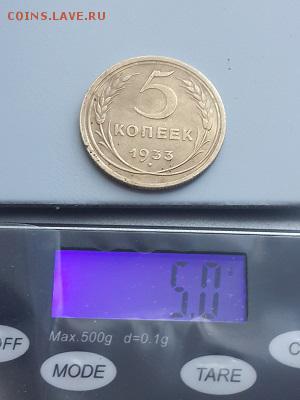 COINS.LAVE.RU
5
КОПЕЕК
1933
5.0
Max.500g d=0.1g
OFF
MODE
TARE
C